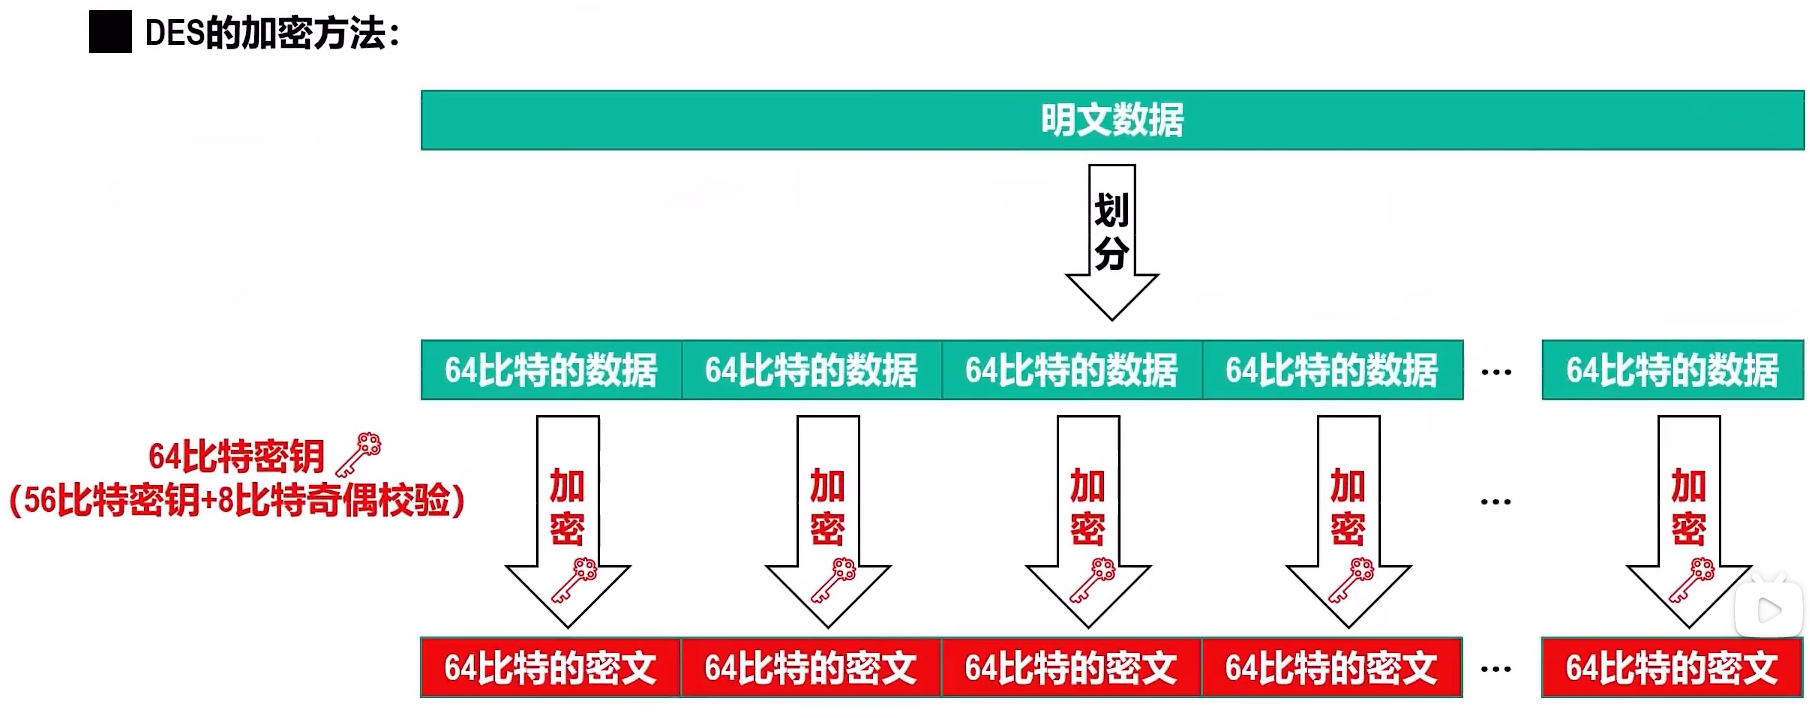 DES的加密方法：
明文数据
划
分
64比特的数据 64比特的数据 64比特的数据 64比特的数据 … 64比特的数据
64比特密钥
（56比特密钥+8比特奇偶校验）
加 加 加 加 … 加
密 密 密 密 密
64比特的密文 64比特的密文 64比特的密文 64比特的密文 … 64比特的密文